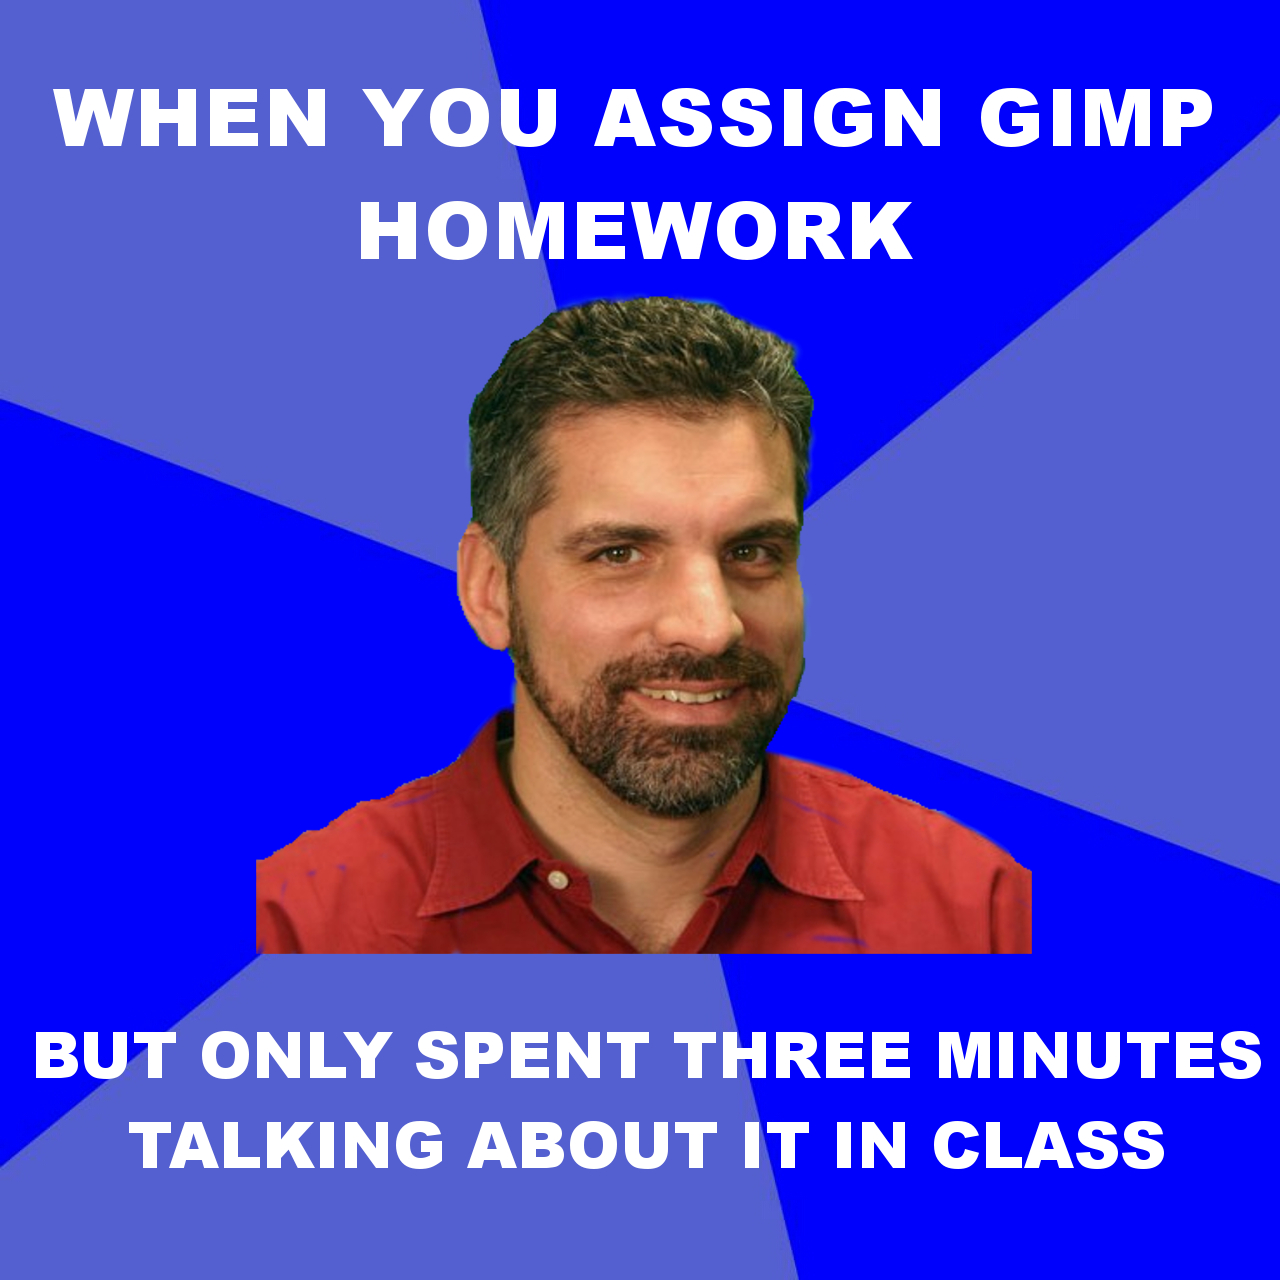 WHEN YOU ASSIGN GIMP
HOMEWORK
BUT ONLY SPENT THREE MINUTES
TALKING ABOUT IT IN CLASS